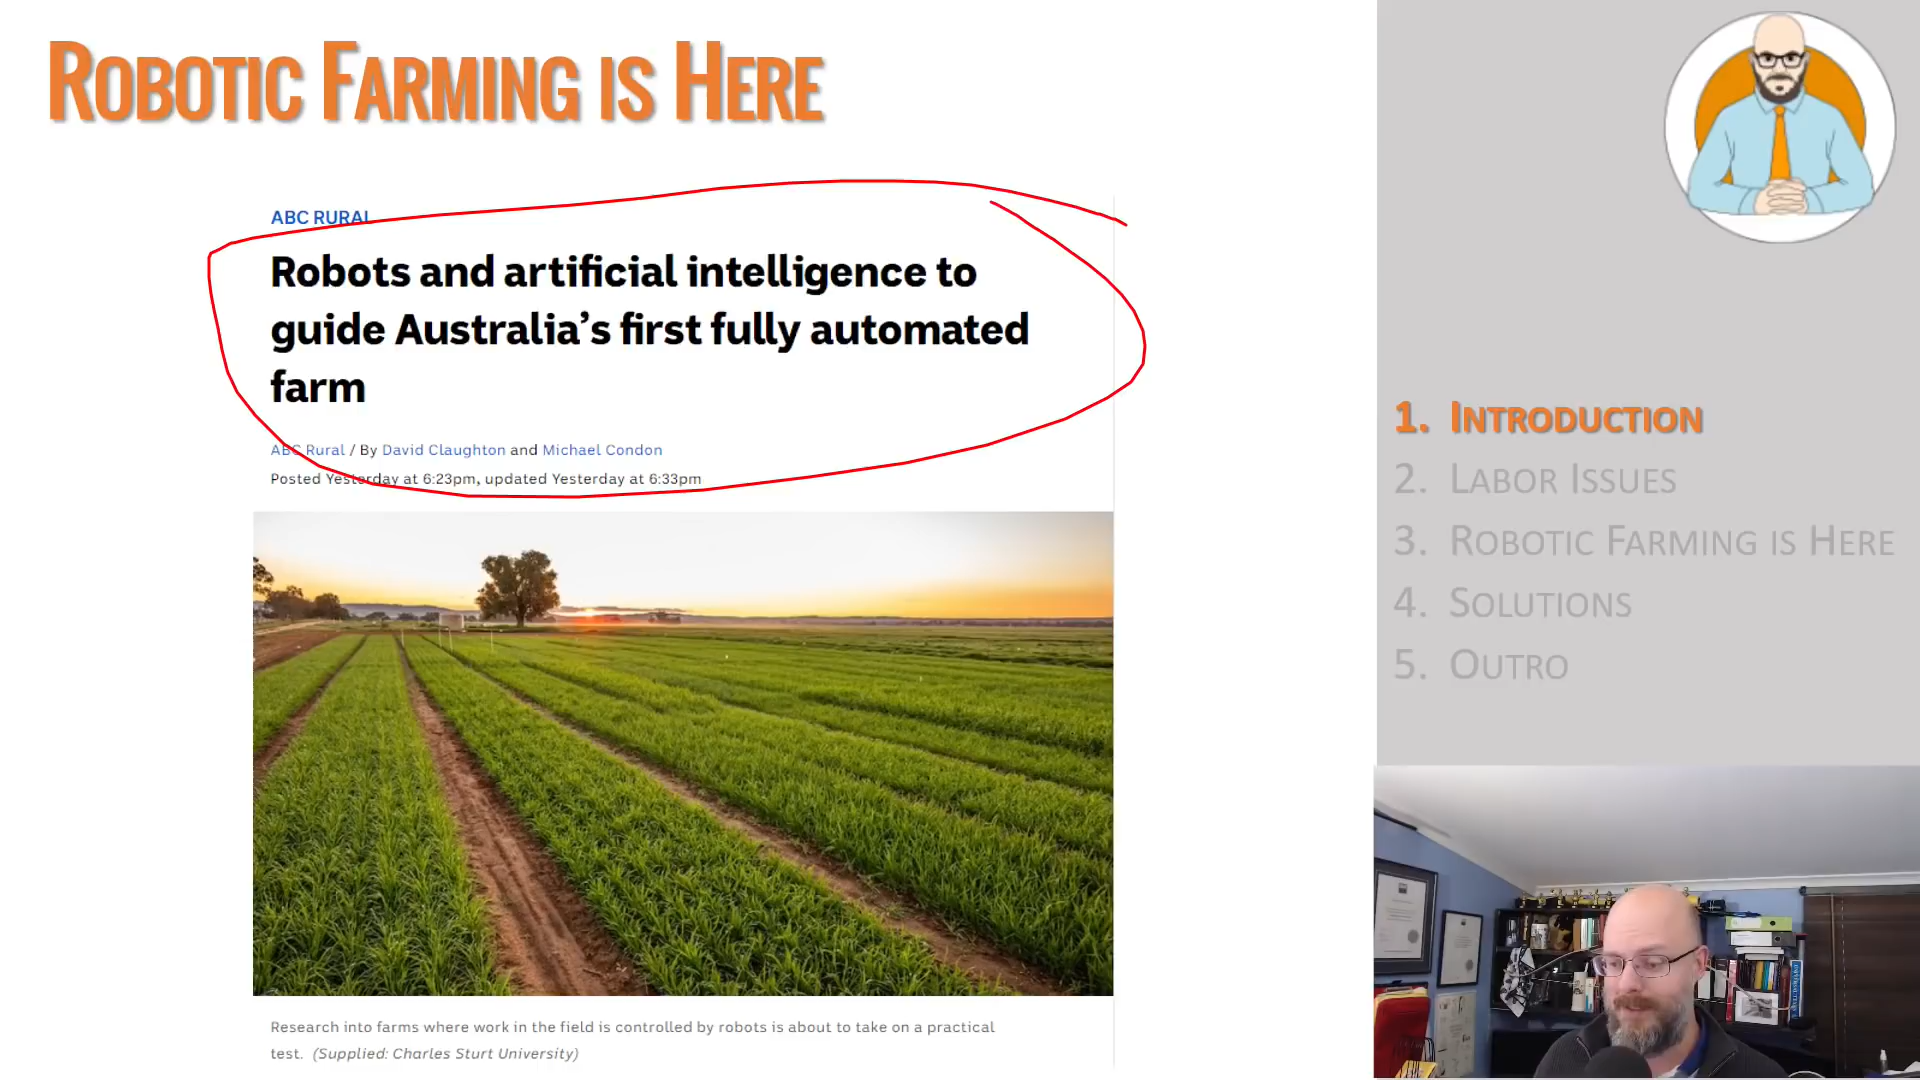 ROBOTIC FARMING IS HERE
ABC RURAL
Robots and artificial intelligence to
guide Australia's first fully automated
farm
ABC Rural / By David Claughton and Michael Condon
Posted Yesterday at 6:23pm, updated Yesterday at 6:33pm
Research into farms where work in the field is controlled by robots is about to take on a practical
test. (Supplied: Charles Sturt University)
1. INTRODUCTION
2. LABOR ISSUES
3. ROBOTIC FARMING IS HERE
4. SOLUTIONS
5. OUTRO